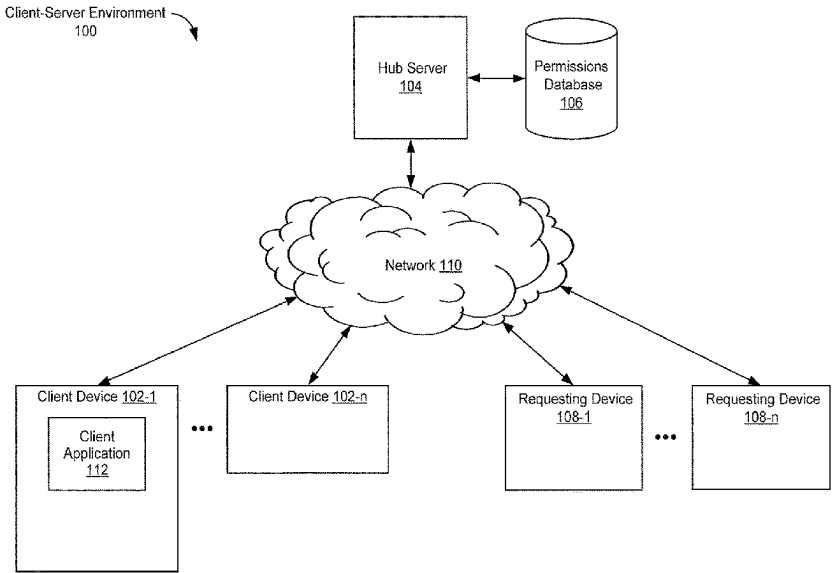 Client-Server Environment
100
Hub Server
104
Permissions
Database
106
Network 110
Client Device 102-1
Client
Application
112
•••
Client Device 102-n
Requesting Device
108-1
•••
Requesting Device
108-n